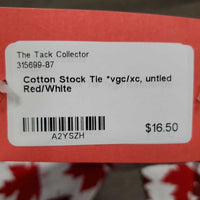 The Tack Collector
315699-87
Cotton Stock Tie *vgc/xc, untied
Red/White
A2YSZH
$16.50